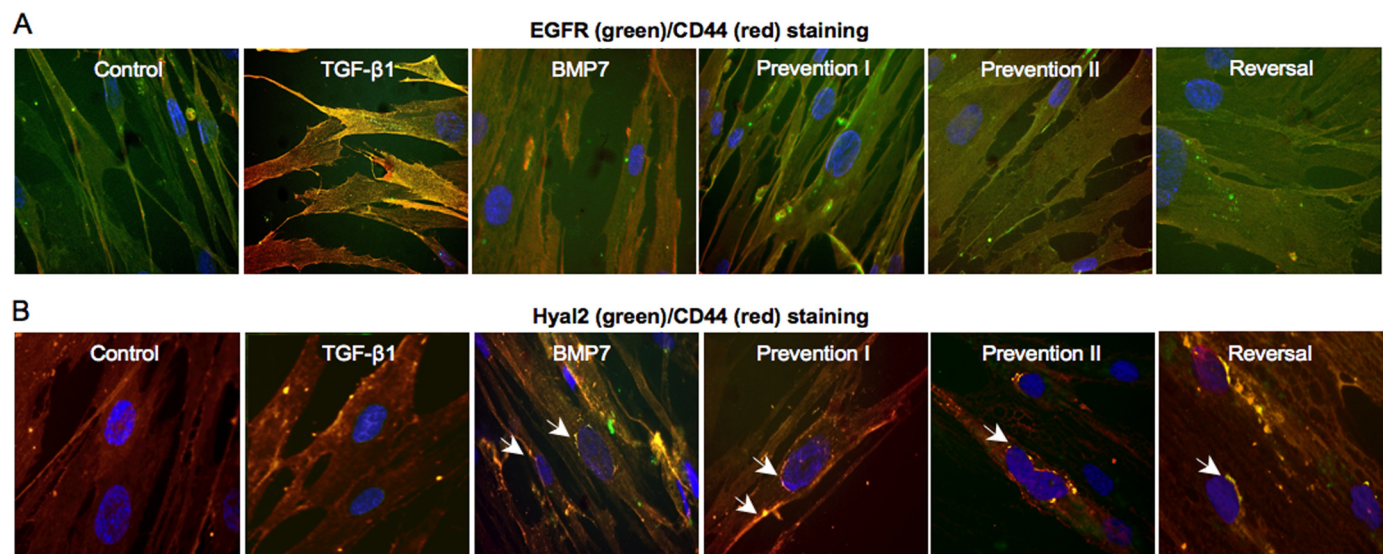 A
EGFR (green)/CD44 (red) staining
Control TGF-β1 BMP7 Prevention I Prevention II Reversal
B
Hyal2 (green)/CD44 (red) staining
Control TGF-β1 BMP7 Prevention I Prevention II Reversal